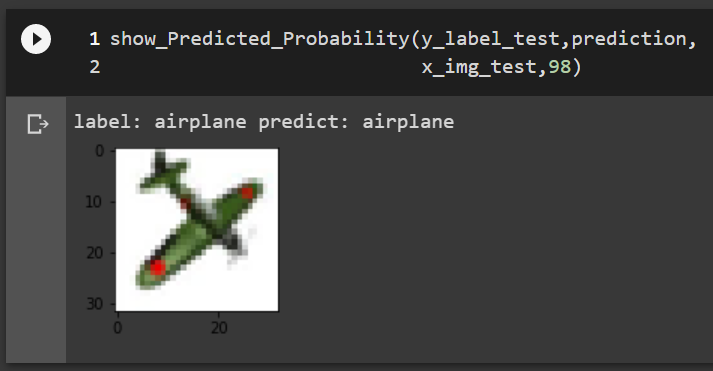 1 show_Predicted_Probability(y_label_test,prediction,
2 x_img_test,98)
label: airplane predict: airplane
0
10
20
30
0 20